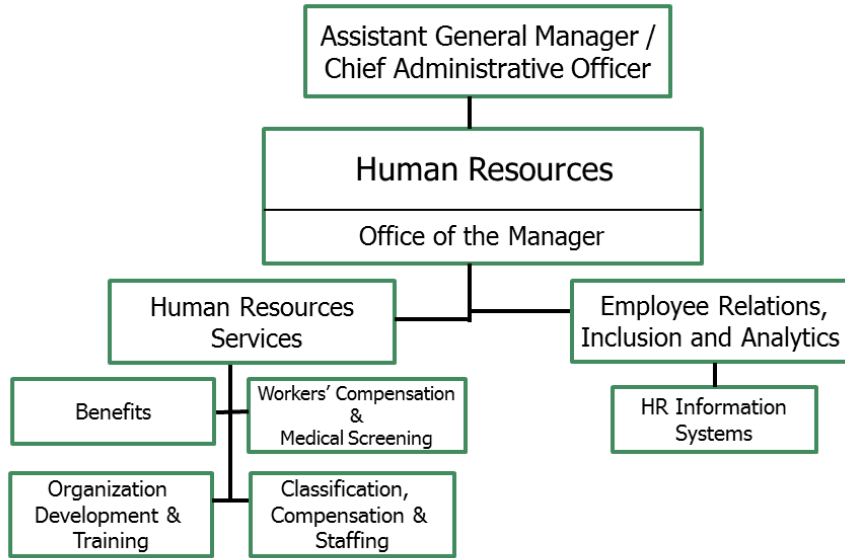 Assistant General Manager /
Chief Administrative Officer
Human Resources
Office of the Manager
Human Resources
Services
Employee Relations,
Inclusion and Analytics
Benefits
Workers’ Compensation
&
Medical Screening
HR Information
Systems
Organization
Development &
Training
Classification,
Compensation &
Staffing